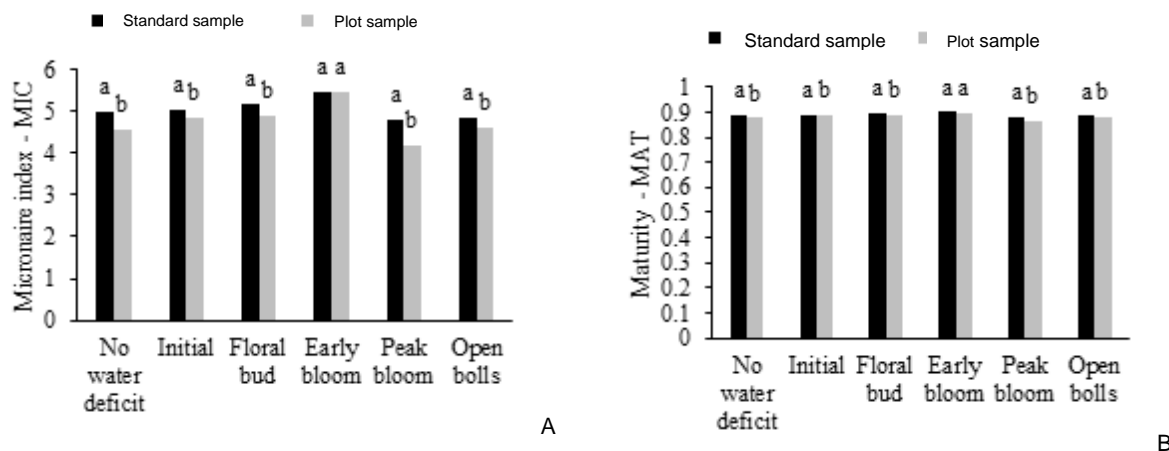 Standard sample Plot sample
6
5
4
3
2
1
0
Micronaire index - MIC
a b a b a b a a a b a b
No water deficit
Initial
Floral bud
Early bloom
Peak bloom
Open bolls
A
Standard sample Plot sample
1
0.9
0.8
0.7
0.6
0.5
0.4
0.3
0.2
0.1
0
Maturity - MAT
a b a b a b a a a b a b
No water deficit
Initial
Floral bud
Early bloom
Peak bloom
Open bolls
B